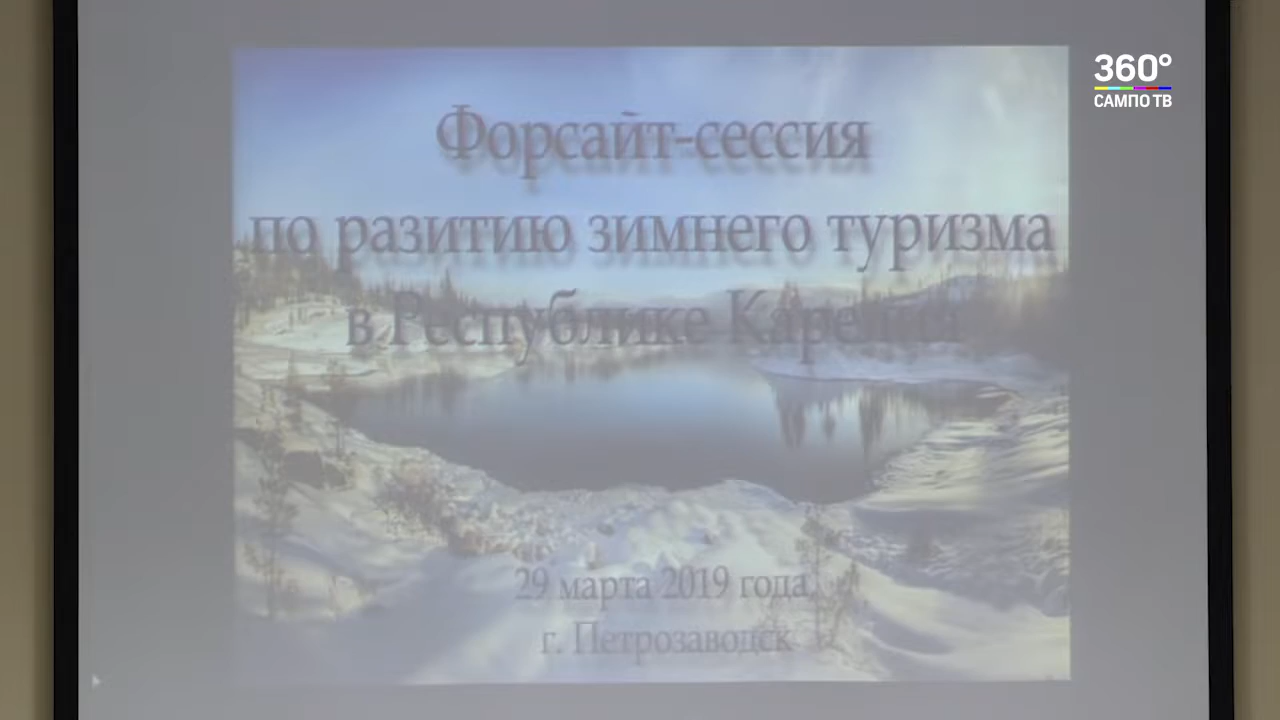 360°
САМПО ТВ
Форсайт-сессия
по разитию зимнего туризма
в Республике Карелия
29 марта 2019 года,
г. Петрозаводск